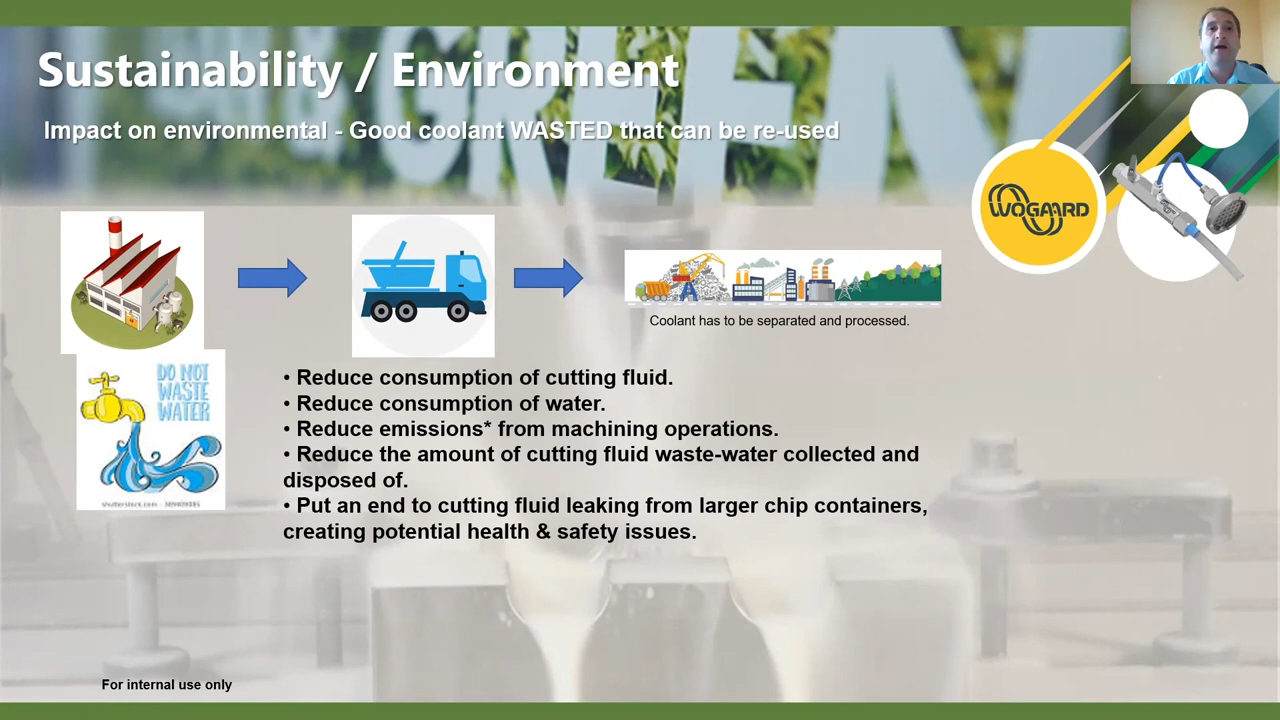 Sustainability / Environment
Impact on environmental - Good coolant WASTED that can be re-used
GREEN
WOGAARD
Coolant has to be separated and processed.
DO NOT
WASTE
WATER
• Reduce consumption of cutting fluid.
• Reduce consumption of water.
• Reduce emissions* from machining operations.
• Reduce the amount of cutting fluid waste-water collected and
disposed of.
• Put an end to cutting fluid leaking from larger chip containers,
creating potential health & safety issues.
For internal use only